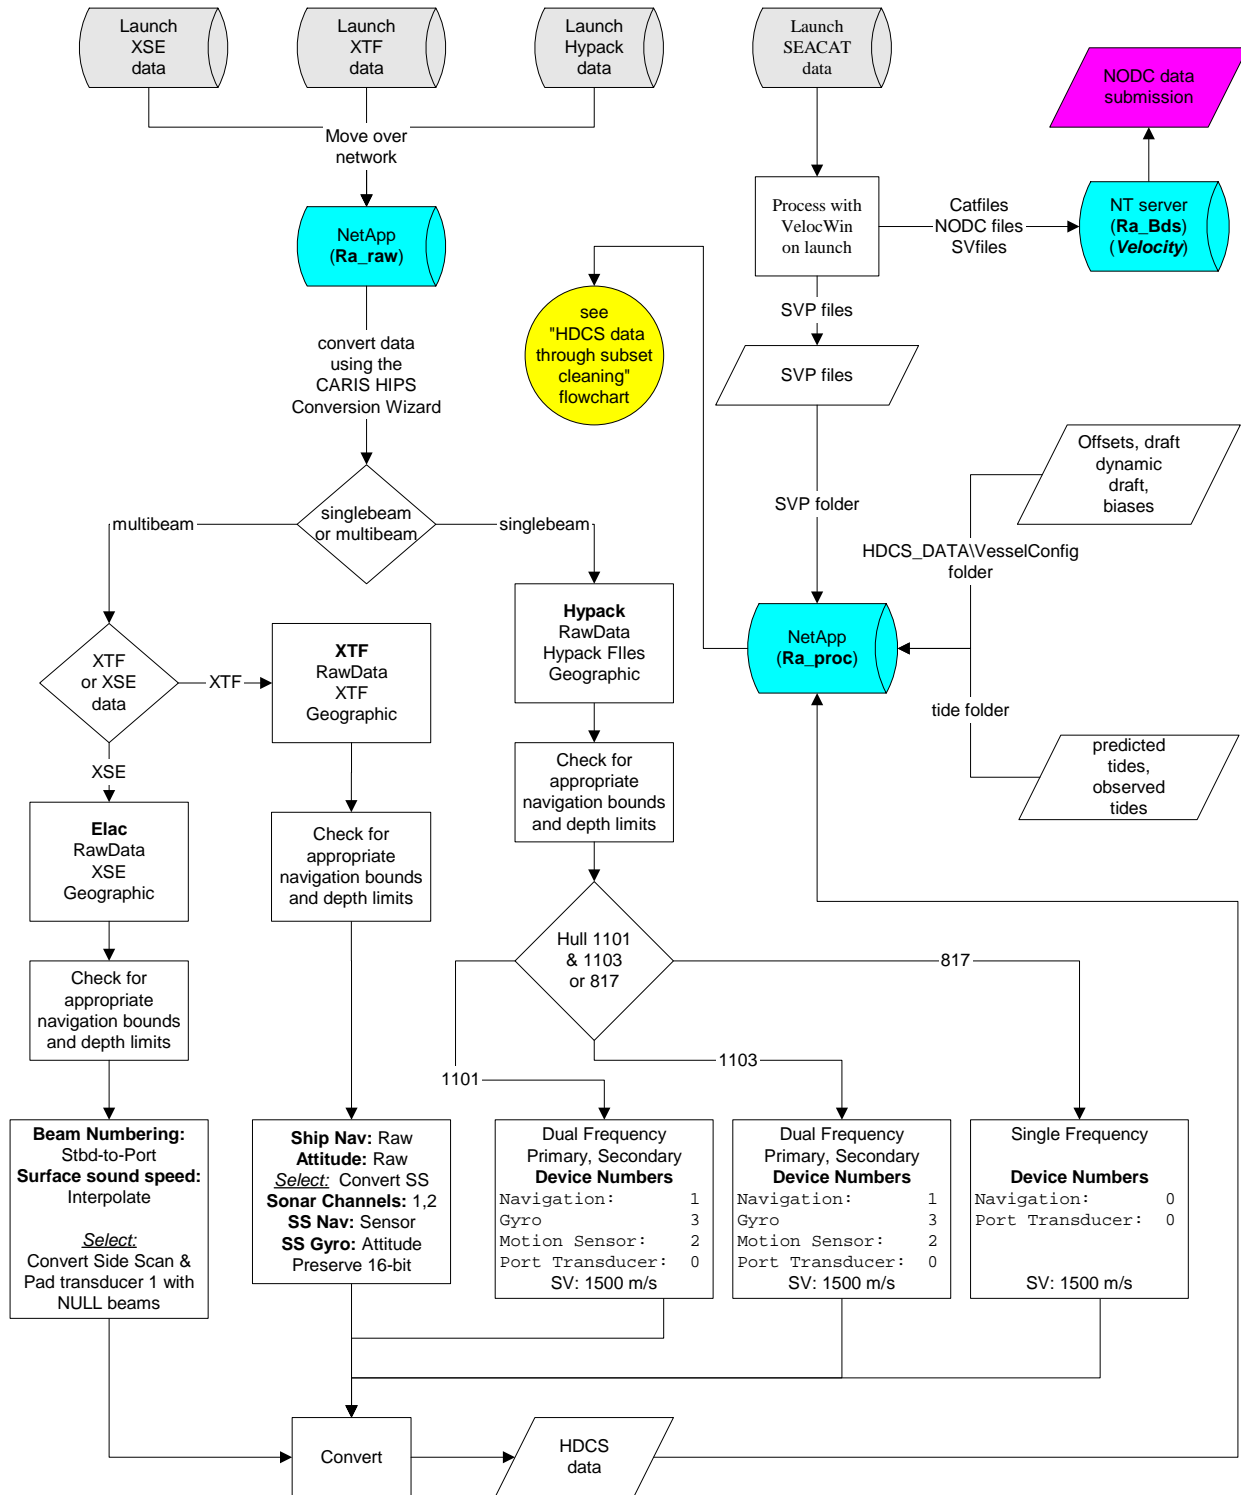 Launch
XSE
data
Launch
XTF
data
Launch
Hypack
data
Launch
SEACAT
data
NODC data
submission
Move over
network
Process with
VelocWin
on launch
Catfiles
NODC files
SVfiles
NT server
(Ra_Bds)
(Velocity)
NetApp
(Ra_raw)
SVP files
see
"HDCS data
through subset
cleaning"
flowchart
SVP files
convert data
using the
CARIS HIPS
Conversion Wizard
Offsets, draft
dynamic
draft,
biases
SVP folder
multibeam
singlebeam
or multibeam
singlebeam
HDCS_DATA\VesselConfig
folder
Hypack
RawData
Hypack FIles
Geographic
NetApp
(Ra_proc)
XTF
or XSE
data
XTF
XTF
RawData
XTF
Geographic
tide folder
predicted
tides,
observed
tides
XSE
Check for
appropriate
navigation bounds
and depth limits
Elac
RawData
XSE
Geographic
Check for
appropriate
navigation bounds
and depth limits
Hull 1101
& 1103
or 817
817
Check for
appropriate
navigation bounds
and depth limits
1103
1101
Beam Numbering:
Stbd-to-Port
Surface sound speed:
Interpolate
Select:
Convert Side Scan &
Pad transducer 1 with
NULL beams
Ship Nav: Raw
Attitude: Raw
Select: Convert SS
Sonar Channels: 1,2
SS Nav: Sensor
SS Gyro: Attitude
Preserve 16-bit
Dual Frequency
Primary, Secondary
Device Numbers
Navigation: 1
Gyro 3
Motion Sensor: 2
Port Transducer: 0
SV: 1500 m/s
Dual Frequency
Primary, Secondary
Device Numbers
Navigation: 1
Gyro 3
Motion Sensor: 2
Port Transducer: 0
SV: 1500 m/s
Single Frequency
Device Numbers
Navigation: 0
Port Transducer: 0
SV: 1500 m/s
Convert
HDCS
data